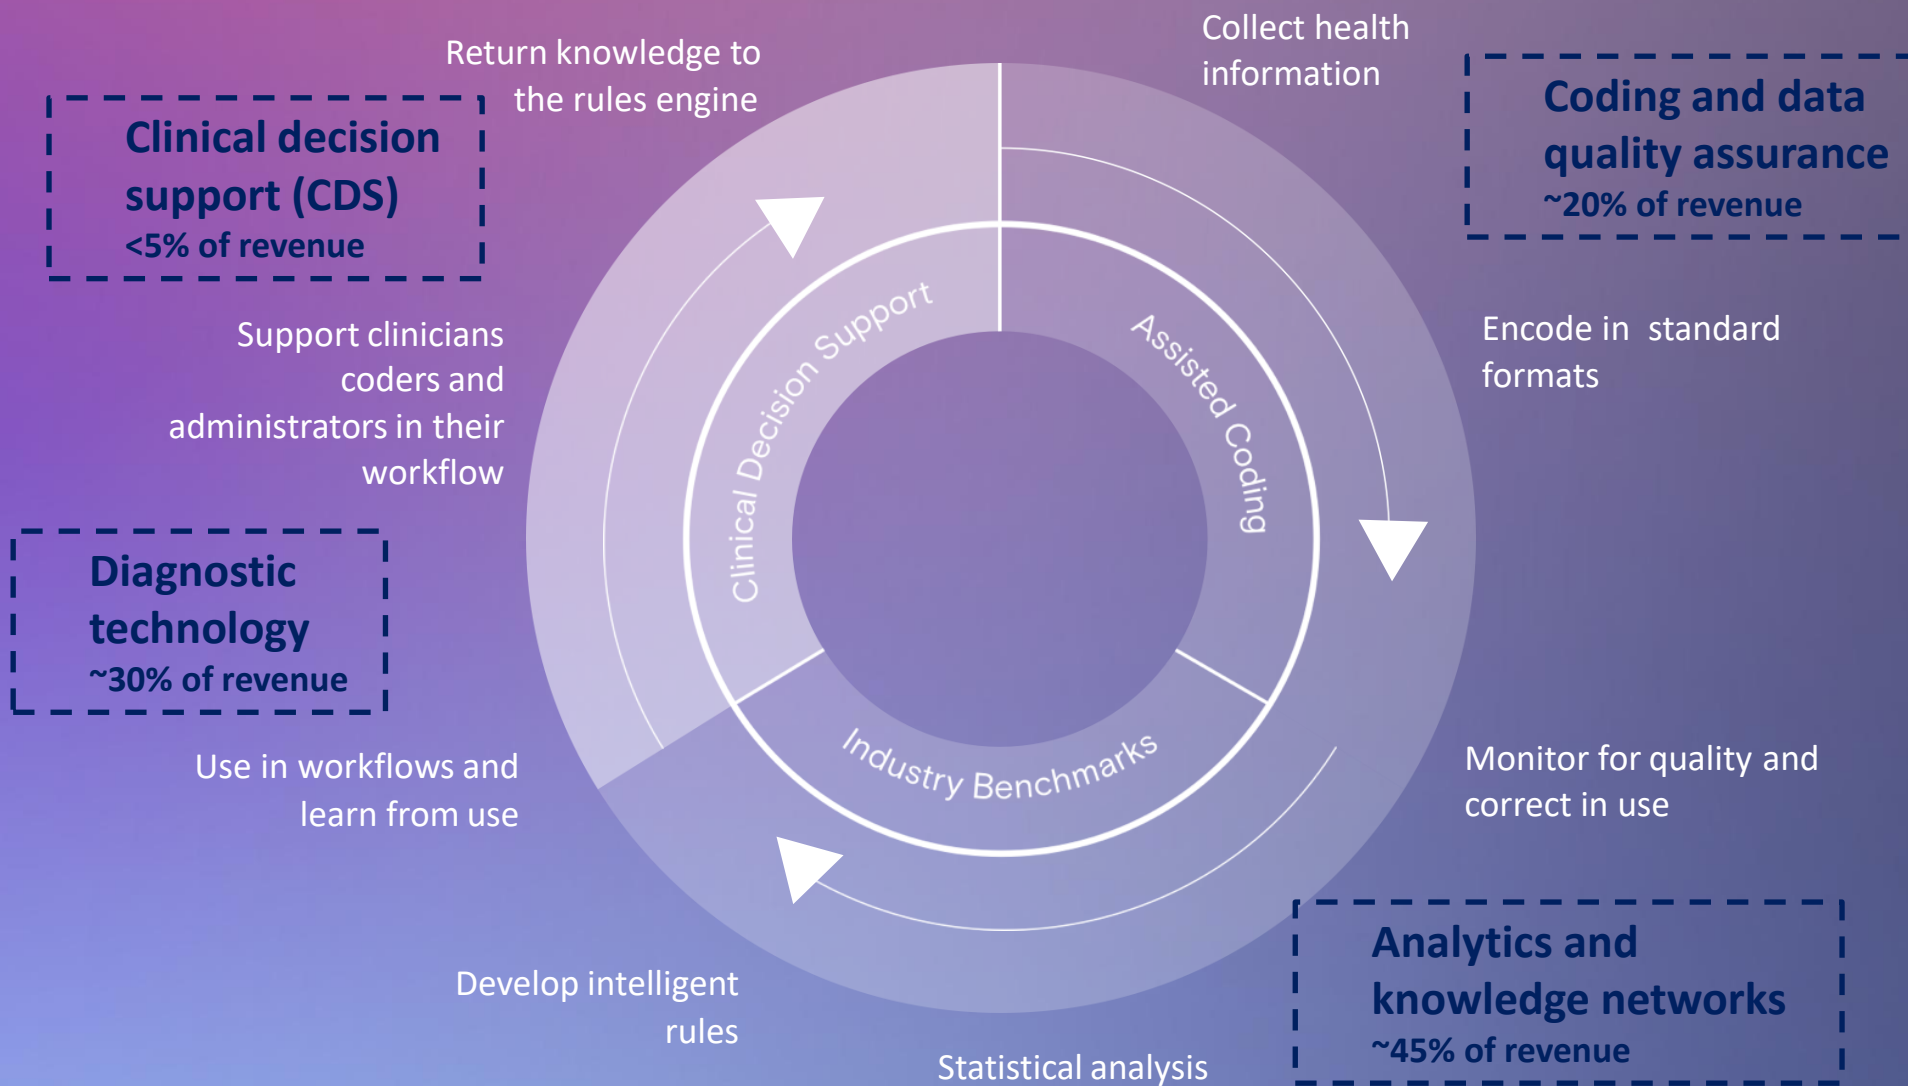 Collect health
information
Return knowledge to
the rules engine
Coding and data
quality assurance
~20% of revenue
Clinical decision
support (CDS)
<5% of revenue
Clinical Decision Support
Assisted Coding
Industry Benchmarks
Support clinicians
coders and
administrators in their
workflow
Encode in  standard
formats
Diagnostic
technology
~30% of revenue
Use in workflows and
learn from use
Monitor for quality and
correct in use
Develop intelligent
rules
Analytics and
knowledge networks
~45% of revenue
Statistical analysis